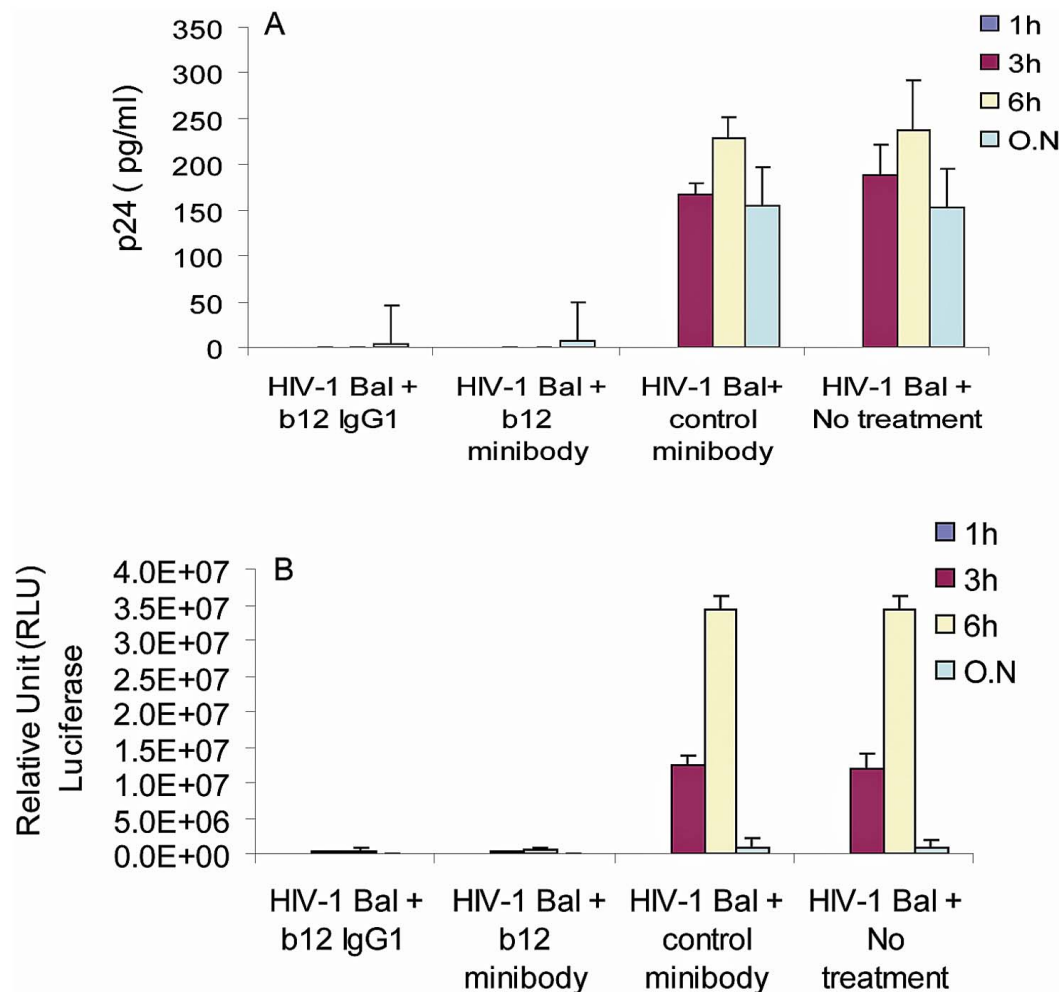 A
350
300
250
200
150
100
50
0
p24 ( pg/ml)
1h
3h
6h
O.N
HIV-1 Bal +
b12 IgG1
HIV-1 Bal +
b12
minibody
HIV-1 Bal+
control
minibody
HIV-1 Bal +
No treatment
B
4.0E+07
3.5E+07
3.0E+07
2.5E+07
2.0E+07
1.5E+07
1.0E+07
5.0E+06
0.0E+00
Relative Unit (RLU)
Luciferase
1h
3h
6h
O.N
HIV-1 Bal +
b12 IgG1
HIV-1 Bal +
b12
minibody
HIV-1 Bal +
control
minibody
HIV-1 Bal +
No
treatment